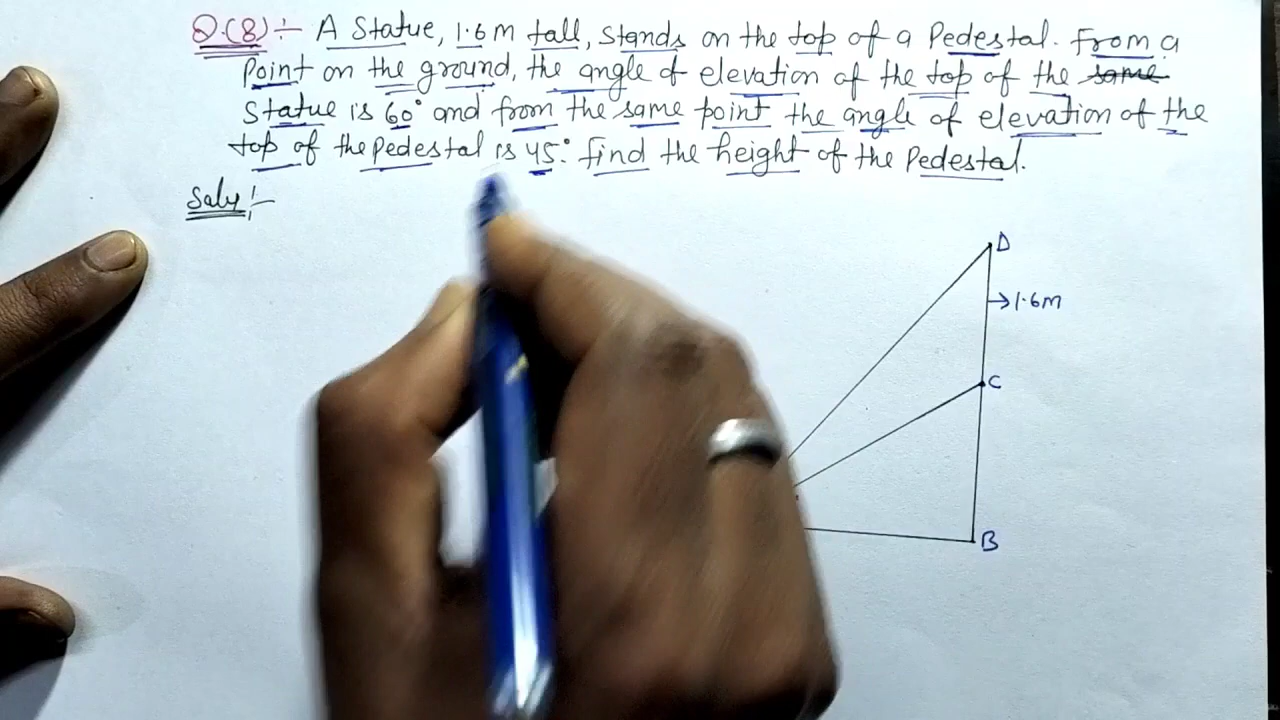 Q.(8):- A Statue, 1.6m tall, Stands on the top of a Pedestal. From a
Point on the ground, the angle of elevation of the top of the same
Statue is 60° and from the same point the angle of elevation of the
top of the Pedestal is 45°. find the height of the Pedestal.
Soln:-
D
→1.6m
C
B